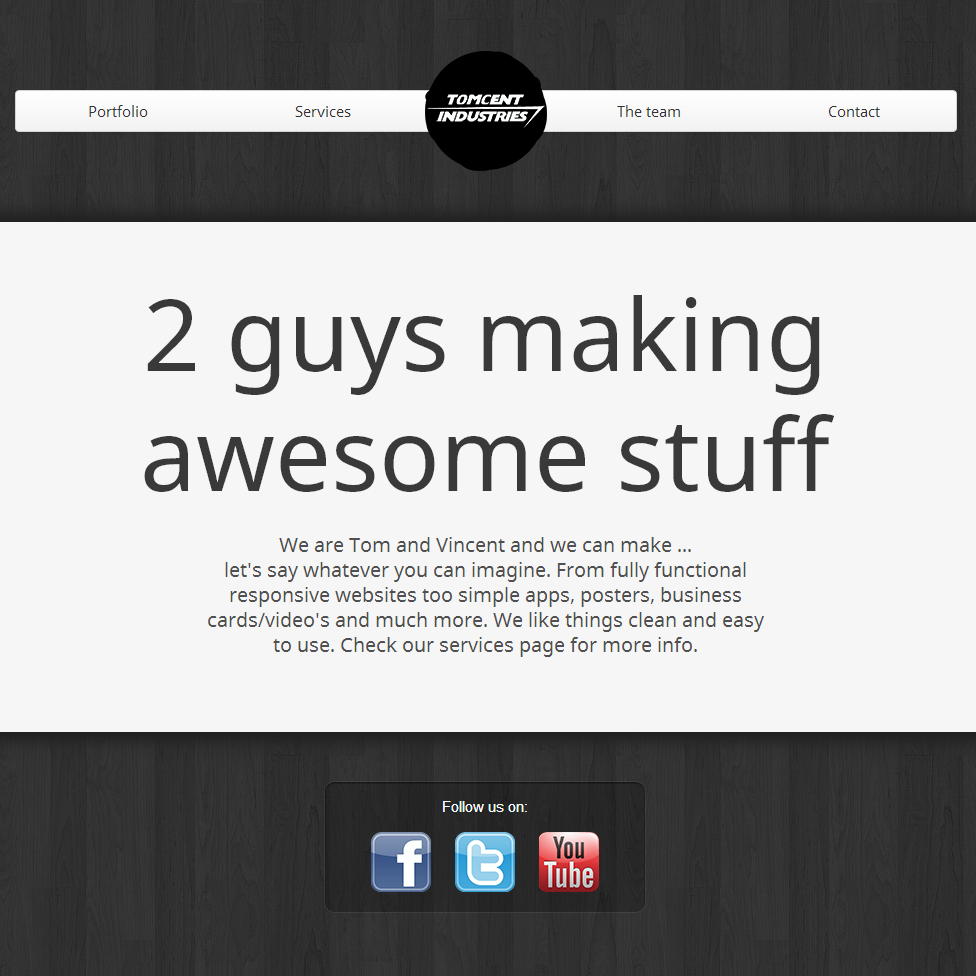 Portfolio
Services
TOMCENT
INDUSTRIES
The team
Contact
2 guys making
awesome stuff
We are Tom and Vincent and we can make ...
let's say whatever you can imagine. From fully functional
responsive websites too simple apps, posters, business
cards/video's and much more. We like things clean and easy
to use. Check our services page for more info.
Follow us on:
f
t
You
Tube